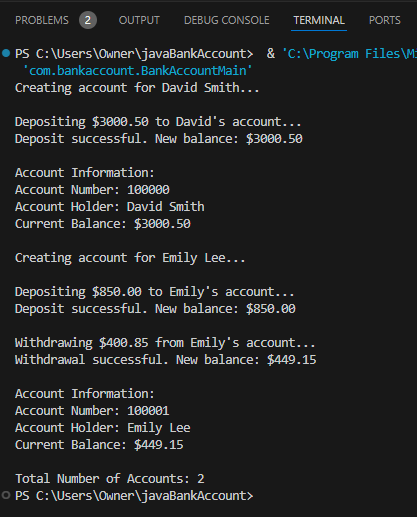 PROBLEMS 2 OUTPUT DEBUG CONSOLE TERMINAL PORTS
PS C:\Users\Owner\javaBankAccount> & 'C:\Program Files\Mi
'com.bankaccount.BankAccountMain'
Creating account for David Smith...
Depositing $3000.50 to David's account...
Deposit successful. New balance: $3000.50
Account Information:
Account Number: 100000
Account Holder: David Smith
Current Balance: $3000.50
Creating account for Emily Lee...
Depositing $850.00 to Emily's account...
Deposit successful. New balance: $850.00
Withdrawing $400.85 from Emily's account...
Withdrawal successful. New balance: $449.15
Account Information:
Account Number: 100001
Account Holder: Emily Lee
Current Balance: $449.15
Total Number of Accounts: 2
PS C:\Users\Owner\javaBankAccount>